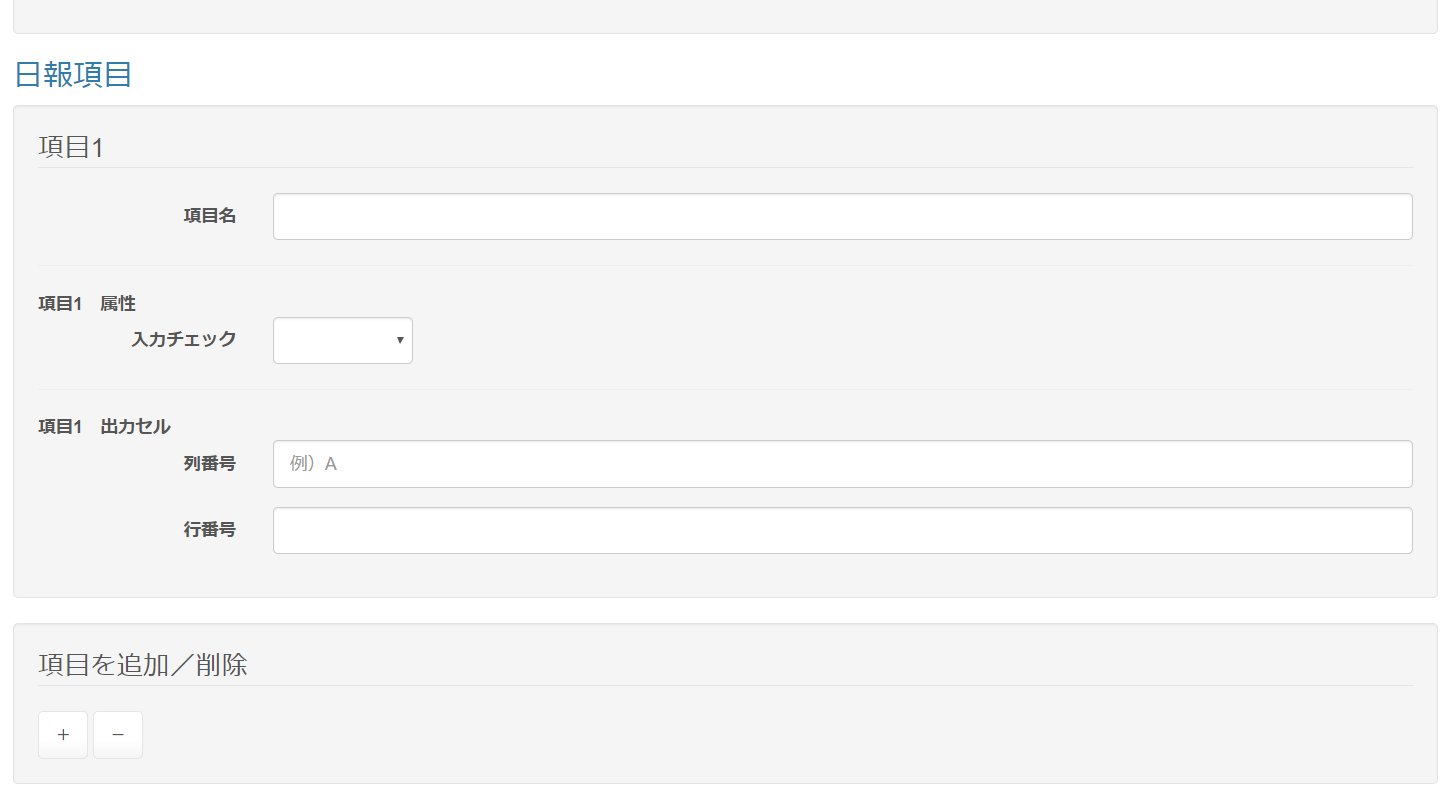 日報項目
項目1
項目名
項目1　属性
入力チェック
項目1　出力セル
列番号 例）A
行番号
項目を追加／削除
+ −